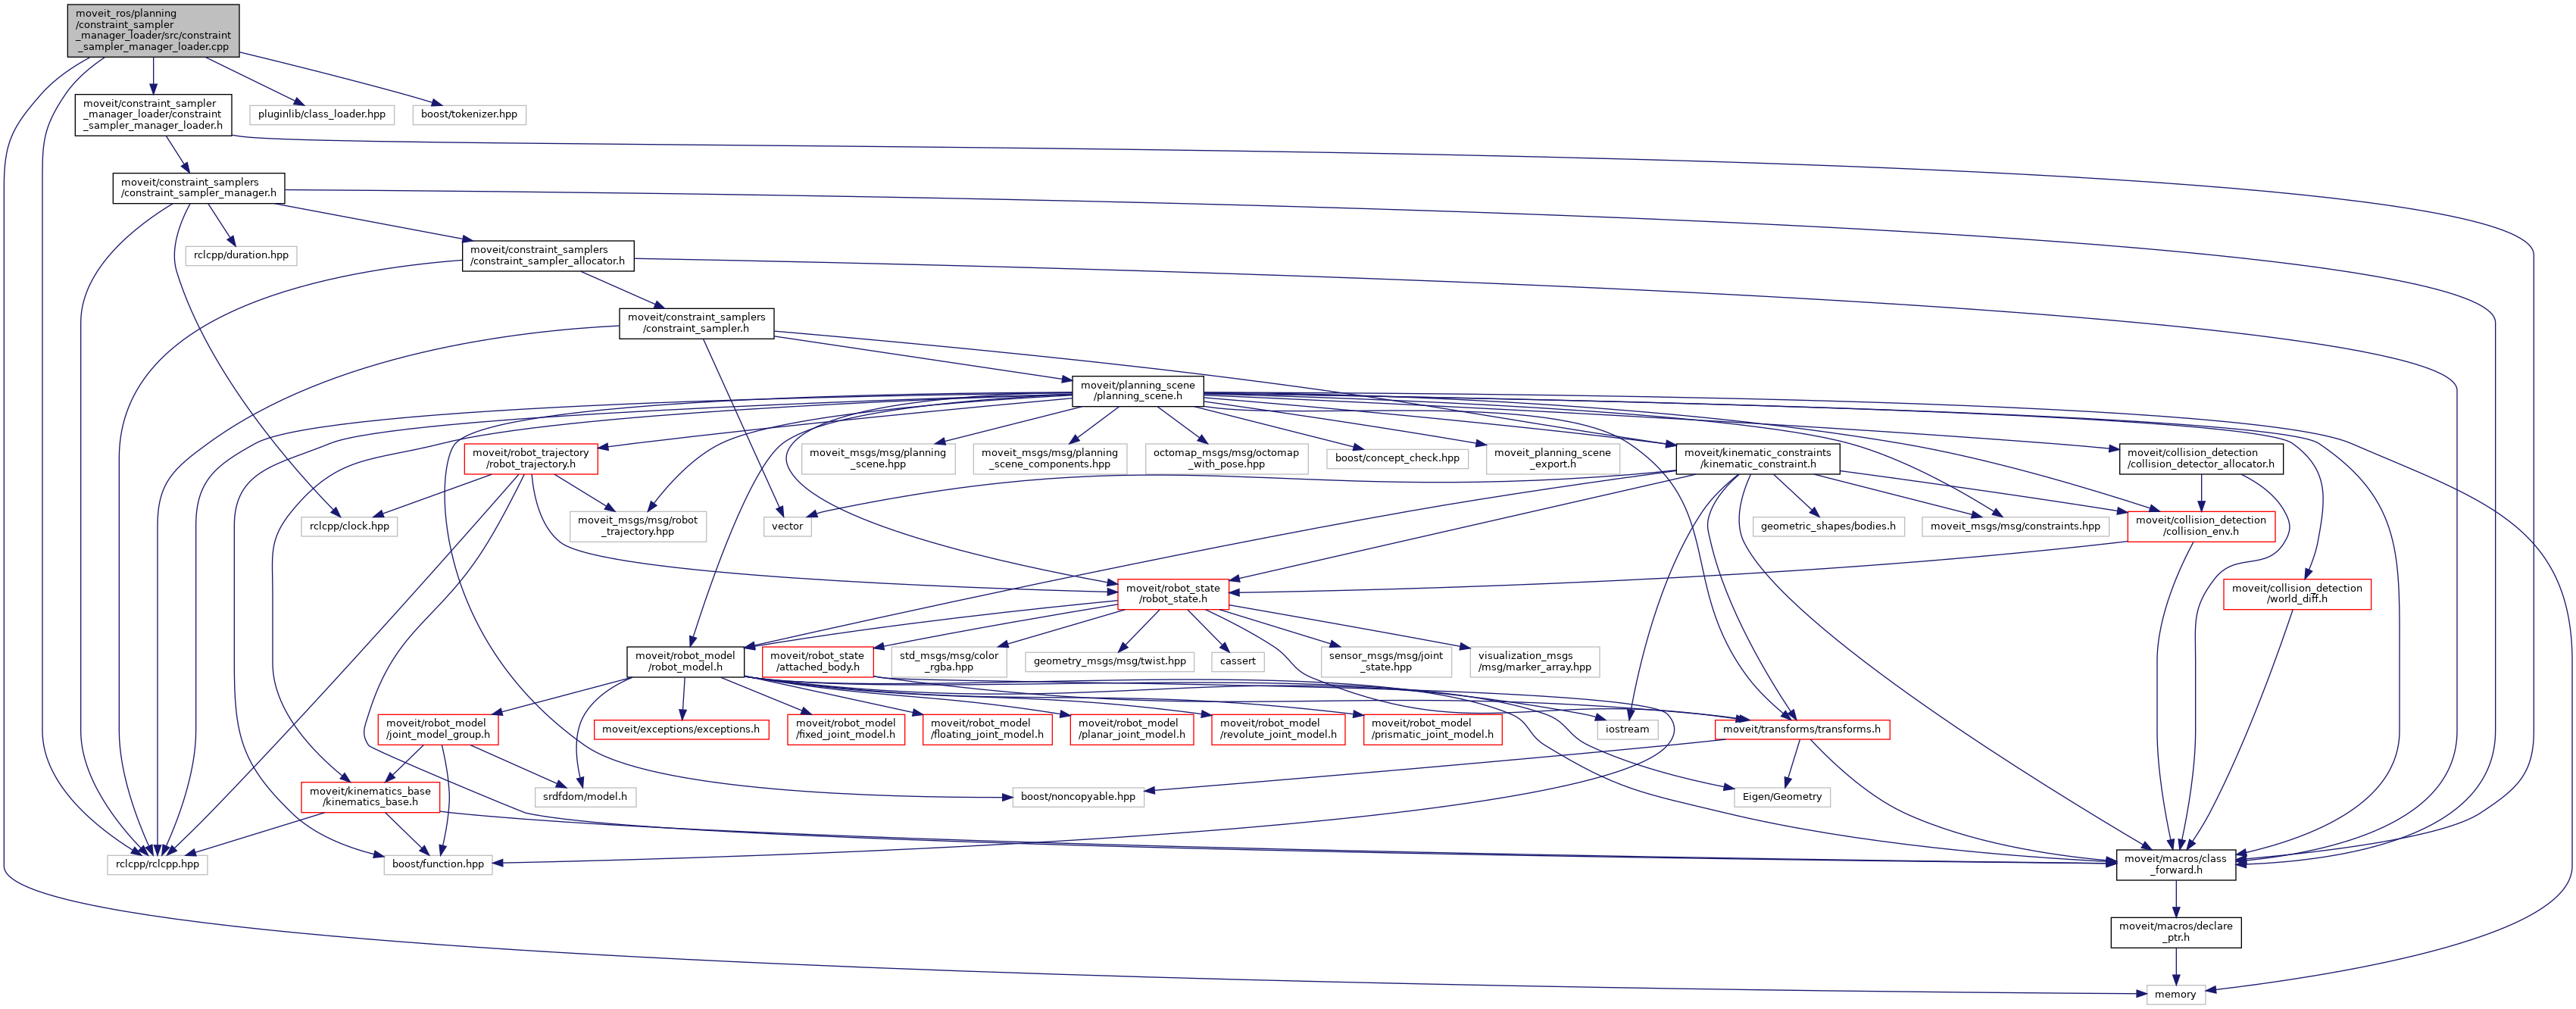 moveit_ros/planning
/constraint_sampler
_manager_loader/src/constraint
_sampler_manager_loader.cpp
moveit/constraint_sampler
_manager_loader/constraint
_sampler_manager_loader.h
pluginlib/class_loader.hpp
boost/tokenizer.hpp
moveit/constraint_samplers
/constraint_sampler_manager.h
rclcpp/duration.hpp
moveit/constraint_samplers
/constraint_sampler_allocator.h
moveit/constraint_samplers
/constraint_sampler.h
moveit/planning_scene
/planning_scene.h
moveit/robot_trajectory
/robot_trajectory.h
moveit_msgs/msg/planning
_scene.hpp
moveit_msgs/msg/planning
_scene_components.hpp
octomap_msgs/msg/octomap
_with_pose.hpp
boost/concept_check.hpp
moveit_planning_scene
_export.h
moveit/kinematic_constraints
/kinematic_constraint.h
moveit/collision_detection
/collision_detector_allocator.h
rclcpp/clock.hpp
moveit_msgs/msg/robot
_trajectory.hpp
vector
geometric_shapes/bodies.h
moveit_msgs/msg/constraints.hpp
moveit/collision_detection
/collision_env.h
moveit/robot_state
/robot_state.h
moveit/collision_detection
/world_diff.h
moveit/robot_model
/robot_model.h
moveit/robot_state
/attached_body.h
std_msgs/msg/color
_rgba.hpp
geometry_msgs/msg/twist.hpp
cassert
sensor_msgs/msg/joint
_state.hpp
visualization_msgs
/msg/marker_array.hpp
moveit/robot_model
/joint_model_group.h
moveit/exceptions/exceptions.h
moveit/robot_model
/fixed_joint_model.h
moveit/robot_model
/floating_joint_model.h
moveit/robot_model
/planar_joint_model.h
moveit/robot_model
/revolute_joint_model.h
moveit/robot_model
/prismatic_joint_model.h
iostream
moveit/transforms/transforms.h
moveit/kinematics_base
/kinematics_base.h
srdfdom/model.h
boost/noncopyable.hpp
Eigen/Geometry
rclcpp/rclcpp.hpp
boost/function.hpp
moveit/macros/class
_forward.h
moveit/macros/declare
_ptr.h
memory